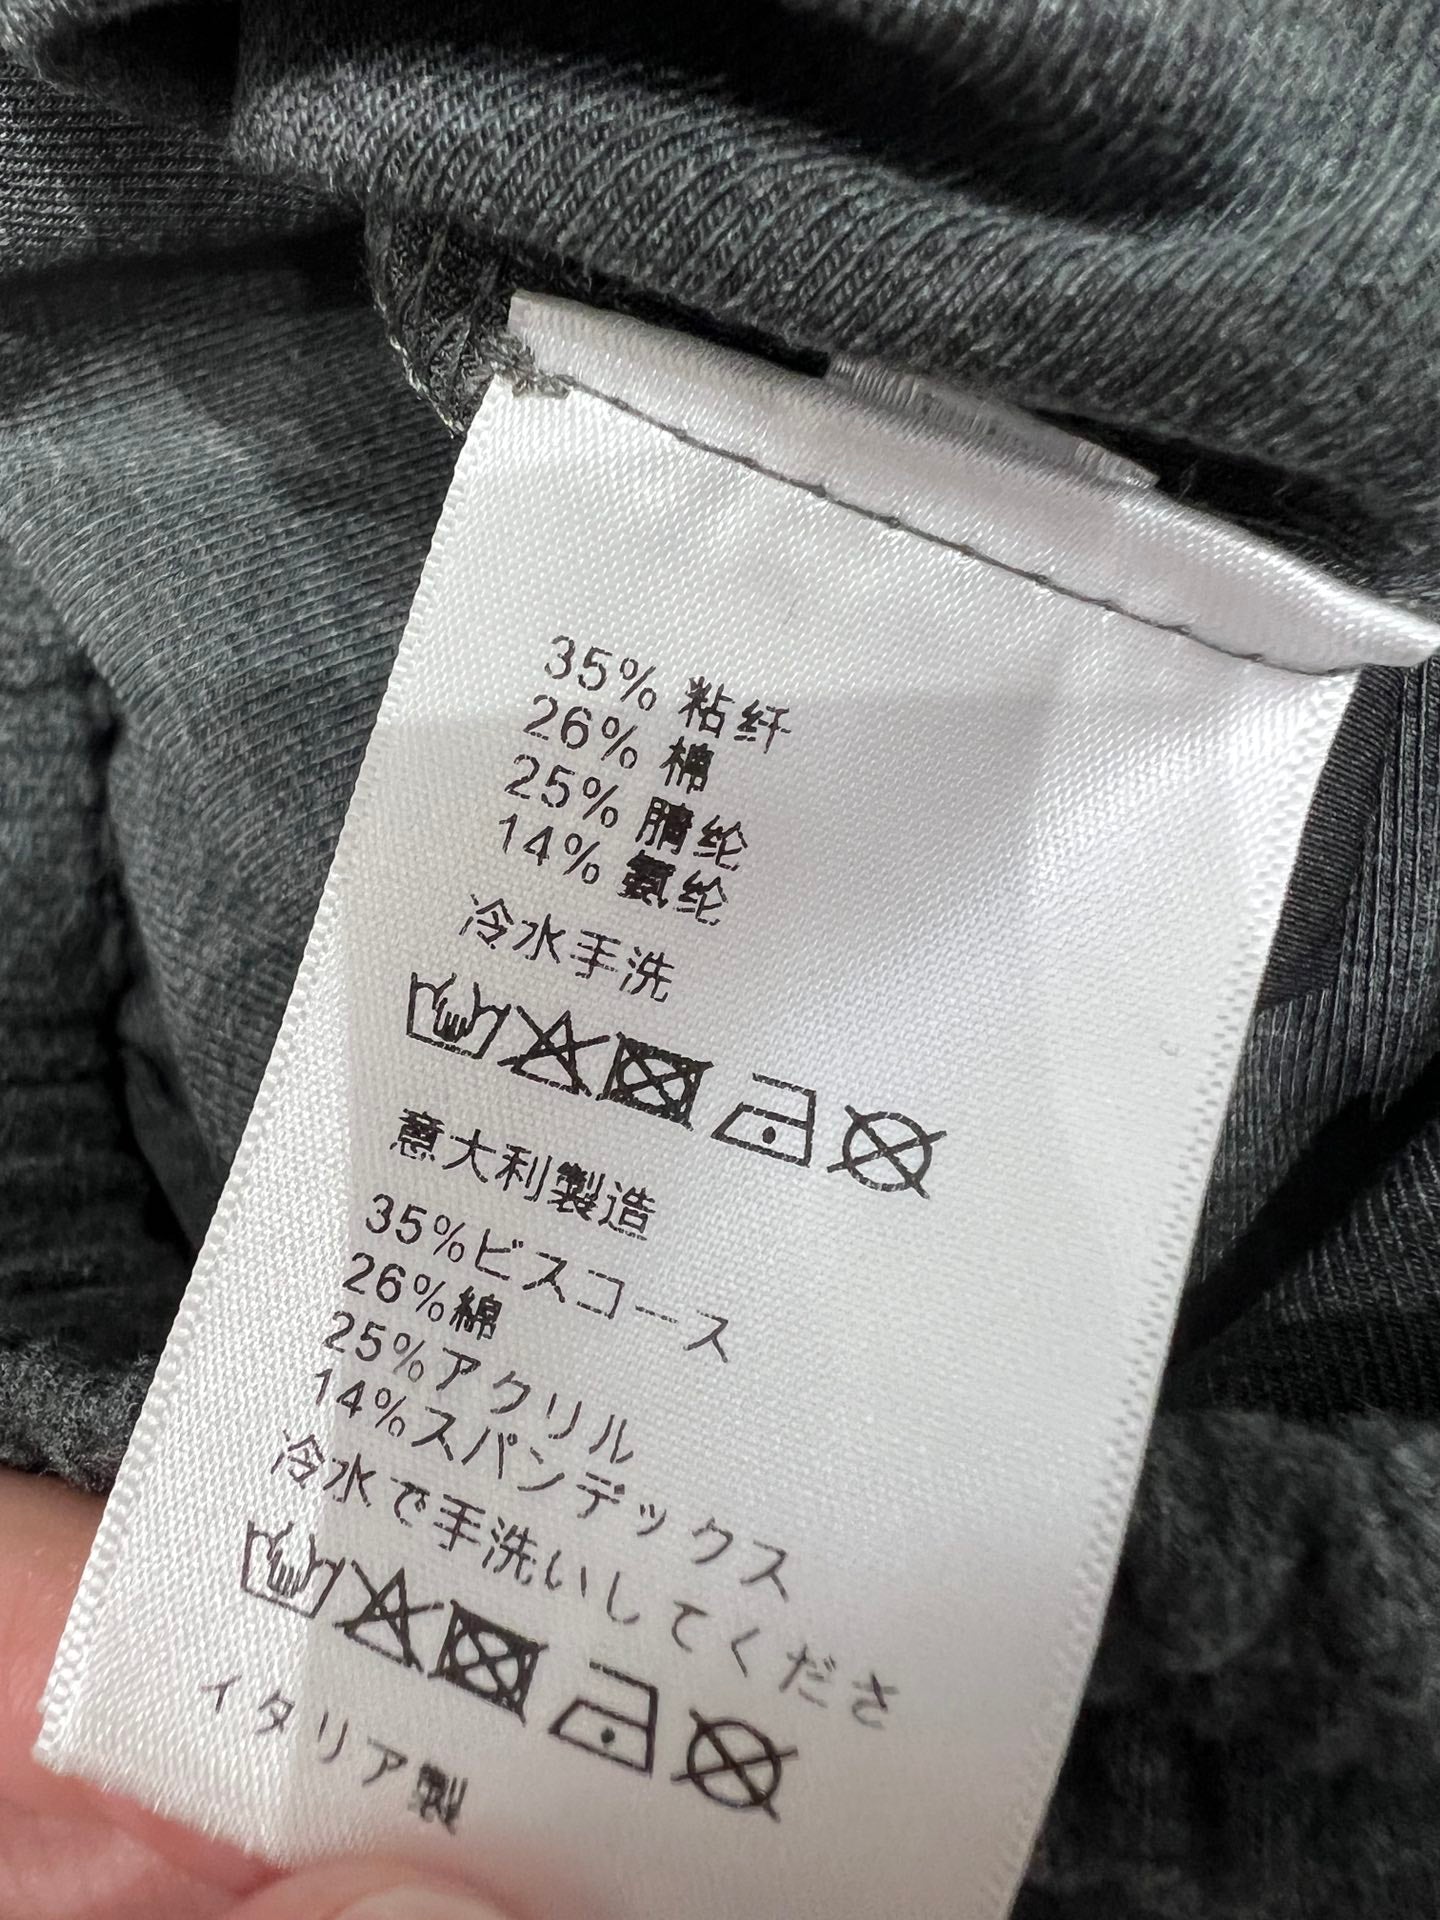 35% 粘纤
26% 棉
25% 腈纶
14% 氨纶
冷水手洗
意大利製造
35%ビスコース
26%綿
25%アクリル
14%スパンデックス
冷水で手洗いしてくださ
イタリア製